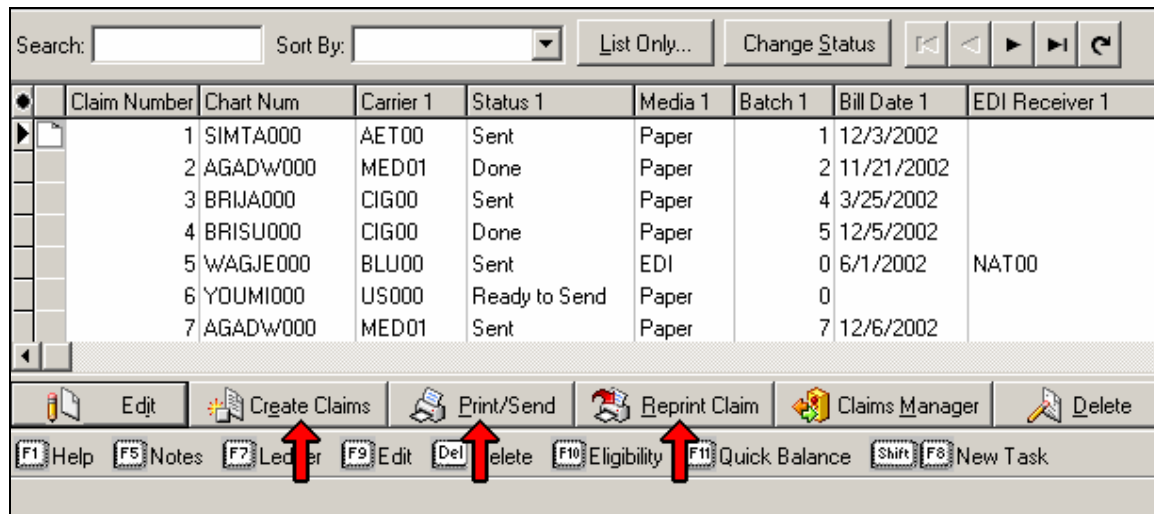 Search: Sort By: List Only... Change Status
Claim Number Chart Num Carrier 1 Status 1 Media 1 Batch 1 Bill Date 1 EDI Receiver 1
1 SIMTA000 AET00 Sent Paper 1 12/3/2002
2 AGADW000 MED01 Done Paper 2 11/21/2002
3 BRIJA000 CIG00 Sent Paper 4 3/25/2002
4 BRISU000 CIG00 Done Paper 5 12/5/2002
5 WAGJE000 BLU00 Sent EDI 0 6/1/2002 NAT00
6 YOUMI000 US000 Ready to Send Paper 0
7 AGADW000 MED01 Sent Paper 7 12/6/2002
Edit Create Claims Print/Send Reprint Claim Claims Manager Delete
F1 Help F5 Notes F7 Ledger F9 Edit Del Delete F10 Eligibility F11 Quick Balance Shift F8 New Task